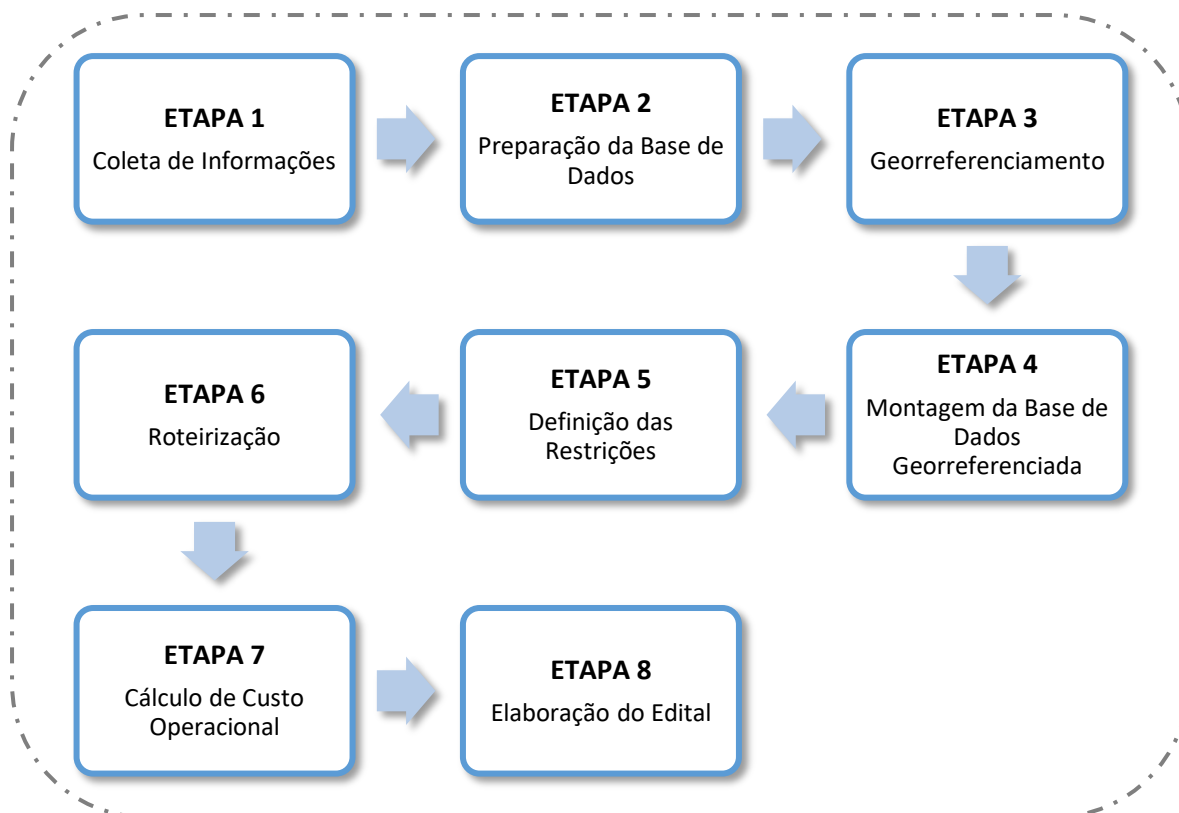 ETAPA 1
Coleta de Informações
ETAPA 2
Preparação da Base de
Dados
ETAPA 3
Georreferenciamento
ETAPA 4
Montagem da Base de
Dados
Georreferenciada
ETAPA 5
Definição das
Restrições
ETAPA 6
Roteirização
ETAPA 7
Cálculo de Custo
Operacional
ETAPA 8
Elaboração do Edital